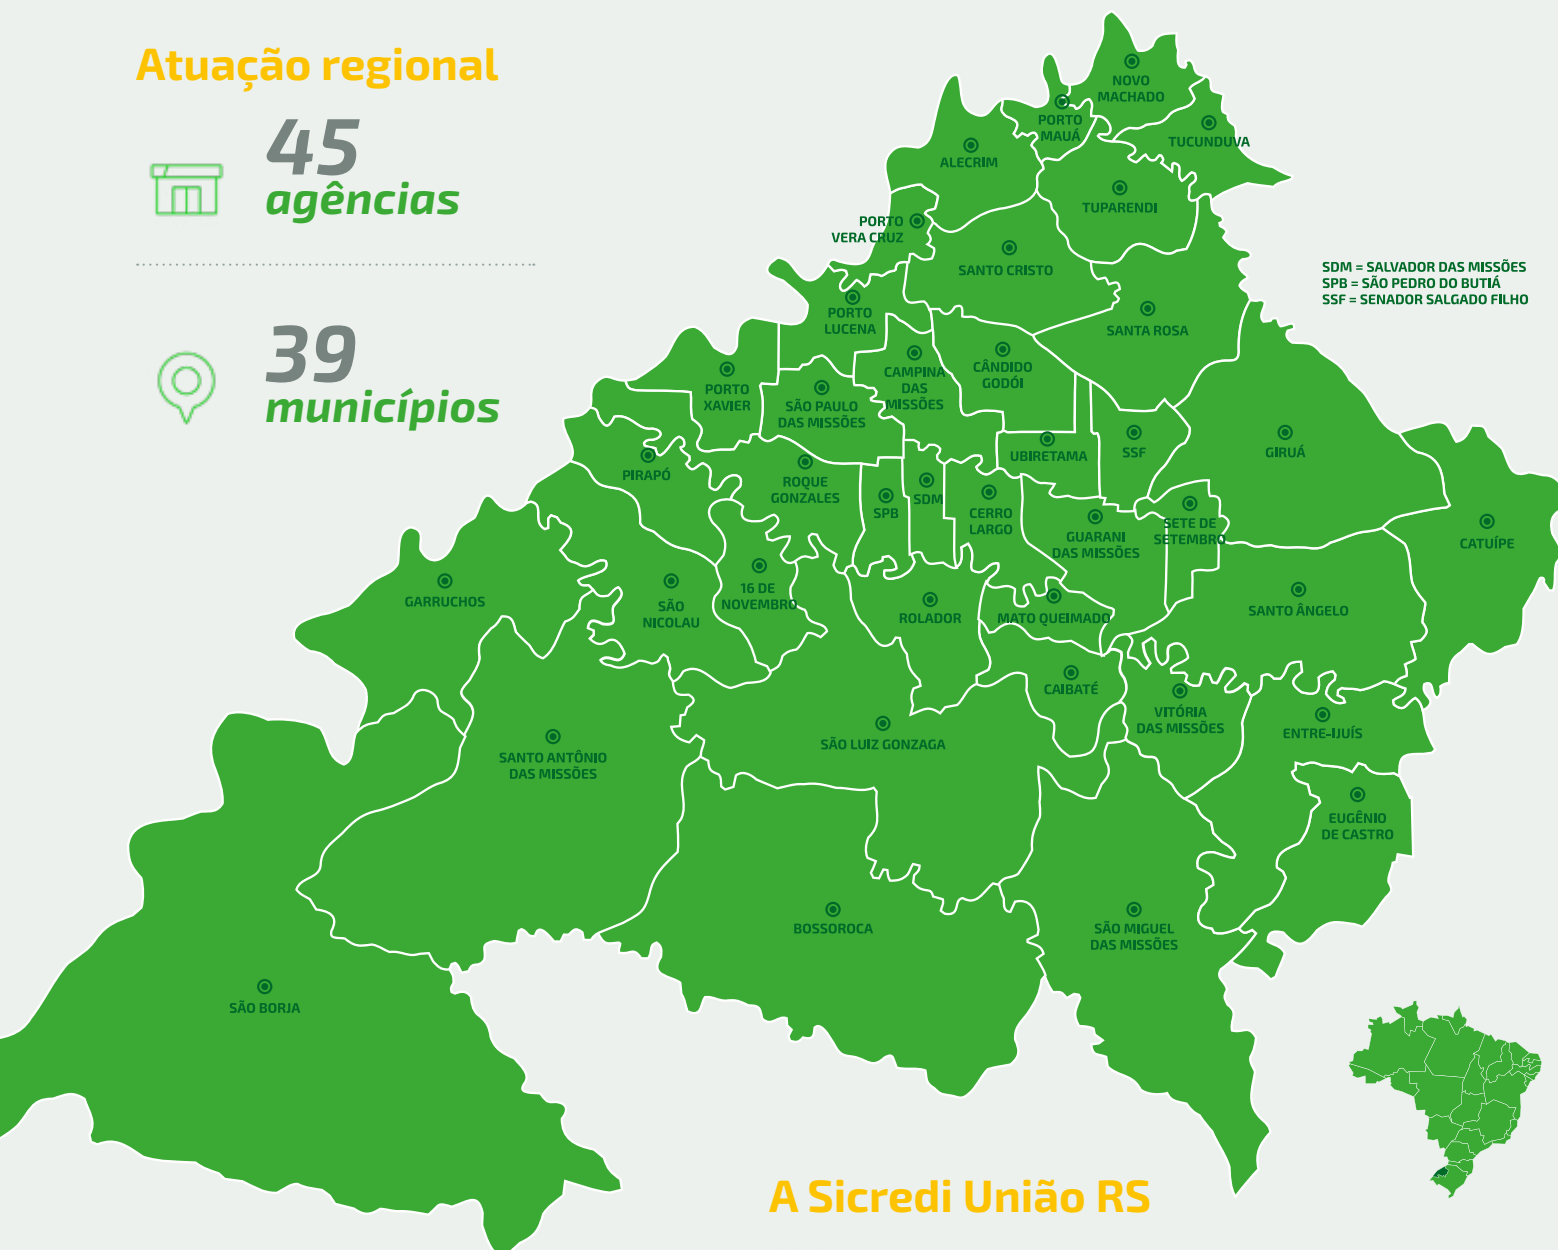 Atuação regional
45
agências
39
municípios
NOVO
MACHADO
PORTO
MAUÁ
TUCUNDUVA
ALECRIM
TUPARENDI
PORTO
VERA CRUZ
SANTO CRISTO
SDM = SALVADOR DAS MISSÕES
SPB = SÃO PEDRO DO BUTIÁ
SSF = SENADOR SALGADO FILHO
PORTO
LUCENA
SANTA ROSA
CAMPINA
DAS
MISSÕES
CÂNDIDO
GODÓI
PORTO
XAVIER
SÃO PAULO
DAS MISSÕES
UBIRETAMA
SSF
GIRUÁ
PIRAPÓ
ROQUE
GONZALES
SPB
SDM
CERRO
LARGO
GUARANI
DAS MISSÕES
SETE DE
SETEMBRO
CATUÍPE
GARRUCHOS
SÃO
NICOLAU
16 DE
NOVEMBRO
ROLADOR
MATO QUEIMADO
SANTO ÂNGELO
CAIBATÉ
VITÓRIA
DAS MISSÕES
ENTRE-IJUÍS
SANTO ANTÔNIO
DAS MISSÕES
SÃO LUIZ GONZAGA
EUGÊNIO
DE CASTRO
BOSSOROCA
SÃO MIGUEL
DAS MISSÕES
SÃO BORJA
A Sicredi União RS